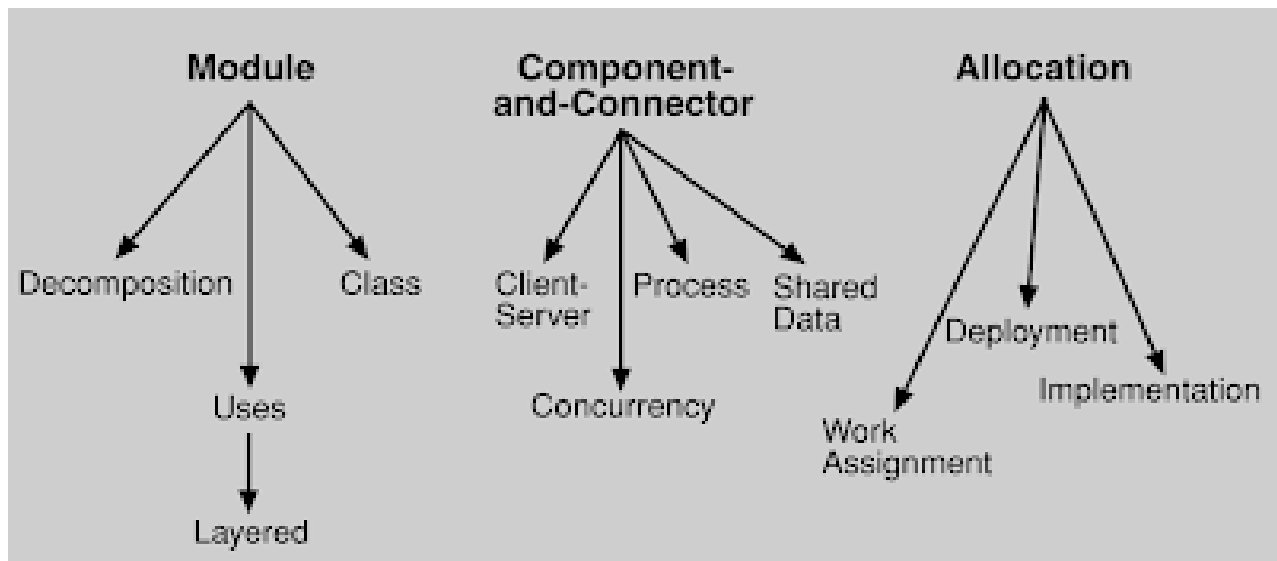 Module
Component-
and-Connector
Allocation
Decomposition
Class
Client-
Server
Process
Shared
Data
Deployment
Implementation
Uses
Concurrency
Work
Assignment
Layered